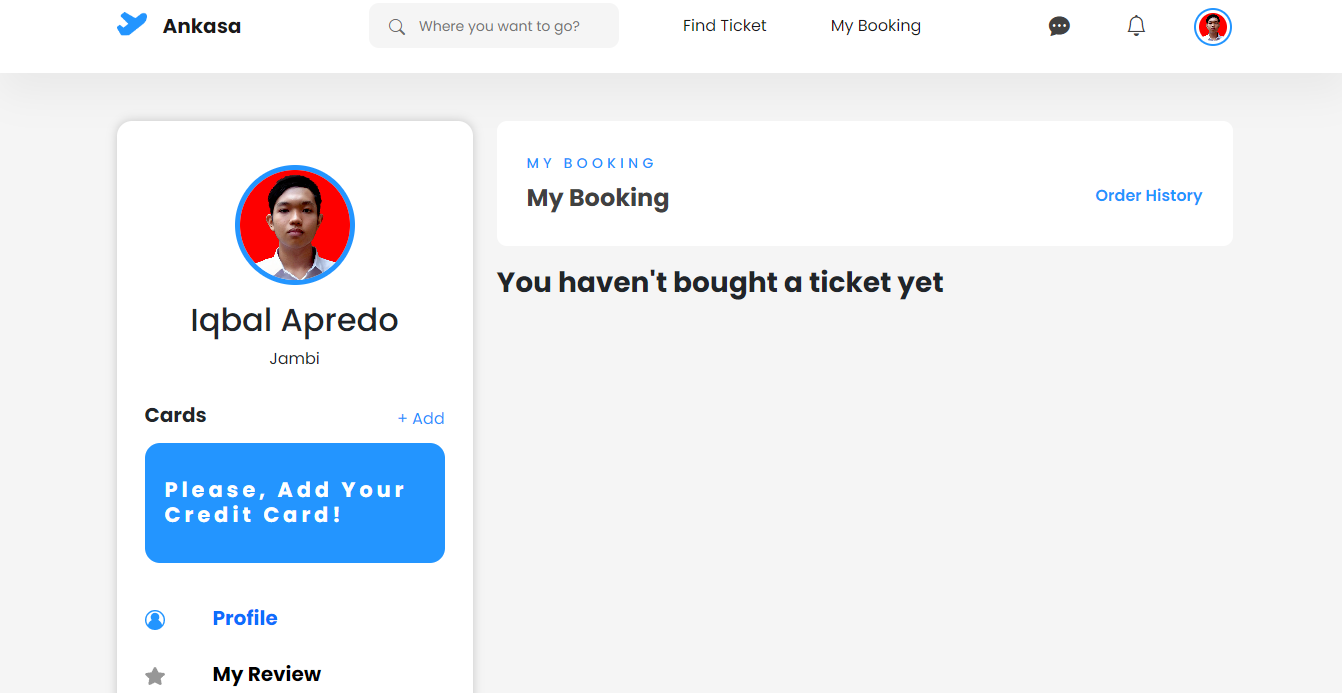 Ankasa
Where you want to go?
Find Ticket
My Booking
Iqbal Apredo
Jambi
Cards
+ Add
Please, Add Your
Credit Card!
Profile
My Review
MY BOOKING
My Booking
Order History
You haven't bought a ticket yet